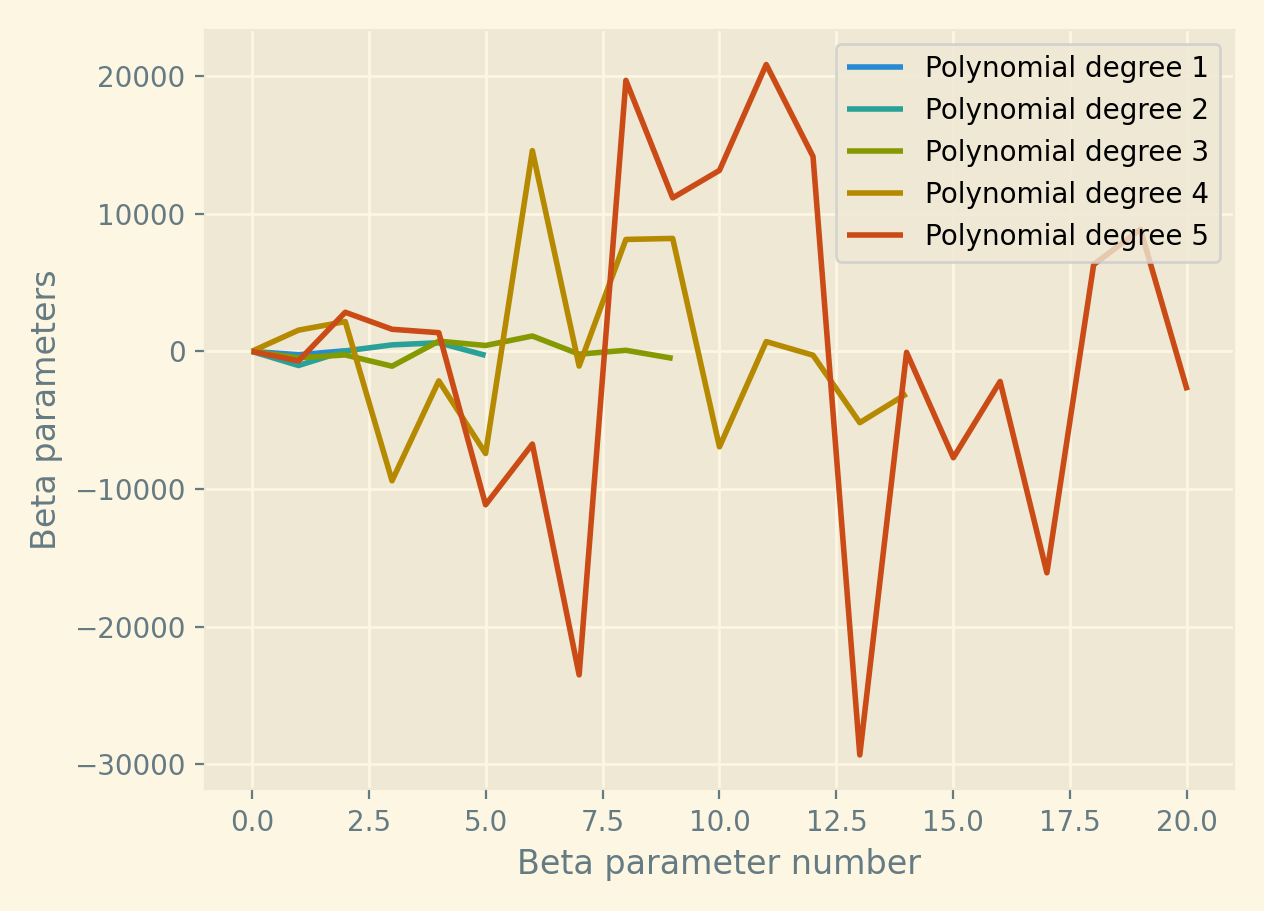 Polynomial degree 1
Polynomial degree 2
Polynomial degree 3
Polynomial degree 4
Polynomial degree 5
20000
10000
0
−10000
−20000
−30000
Beta parameters
0.0 2.5 5.0 7.5 10.0 12.5 15.0 17.5 20.0
Beta parameter number